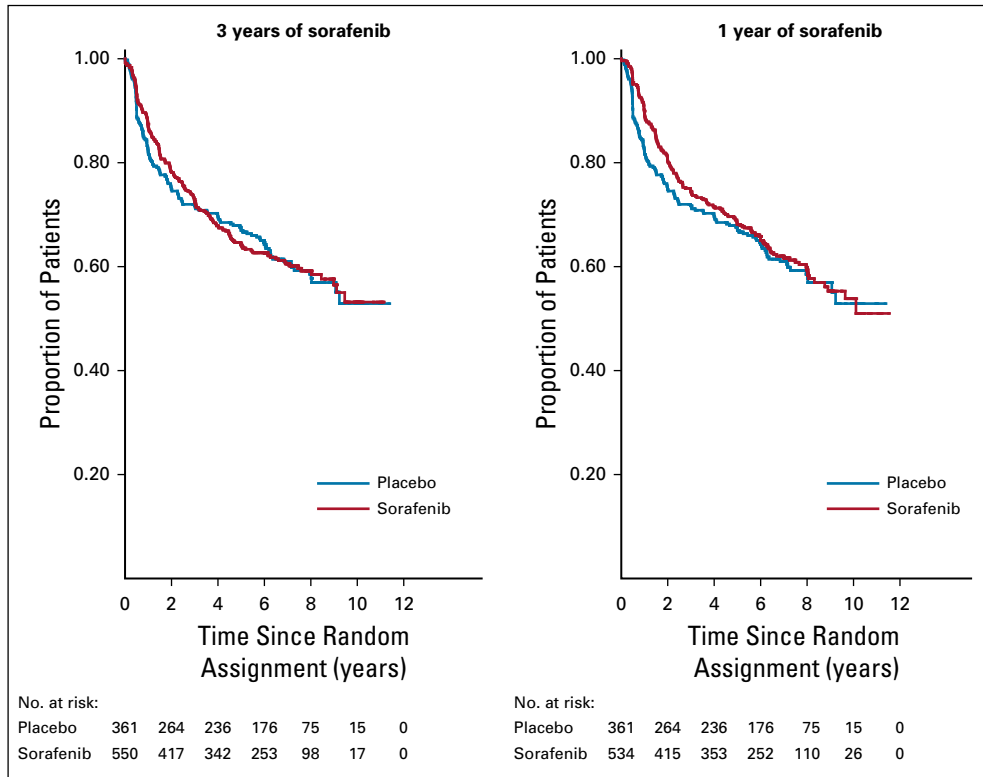 3 years of sorafenib
1.00
0.80
0.60
0.40
0.20
Proportion of Patients
Placebo
Sorafenib
0 2 4 6 8 10 12
Time Since Random
Assignment (years)
No. at risk:
Placebo 361 264 236 176 75 15 0
Sorafenib 550 417 342 253 98 17 0
1 year of sorafenib
1.00
0.80
0.60
0.40
0.20
Proportion of Patients
Placebo
Sorafenib
0 2 4 6 8 10 12
Time Since Random
Assignment (years)
No. at risk:
Placebo 361 264 236 176 75 15 0
Sorafenib 534 415 353 252 110 26 0